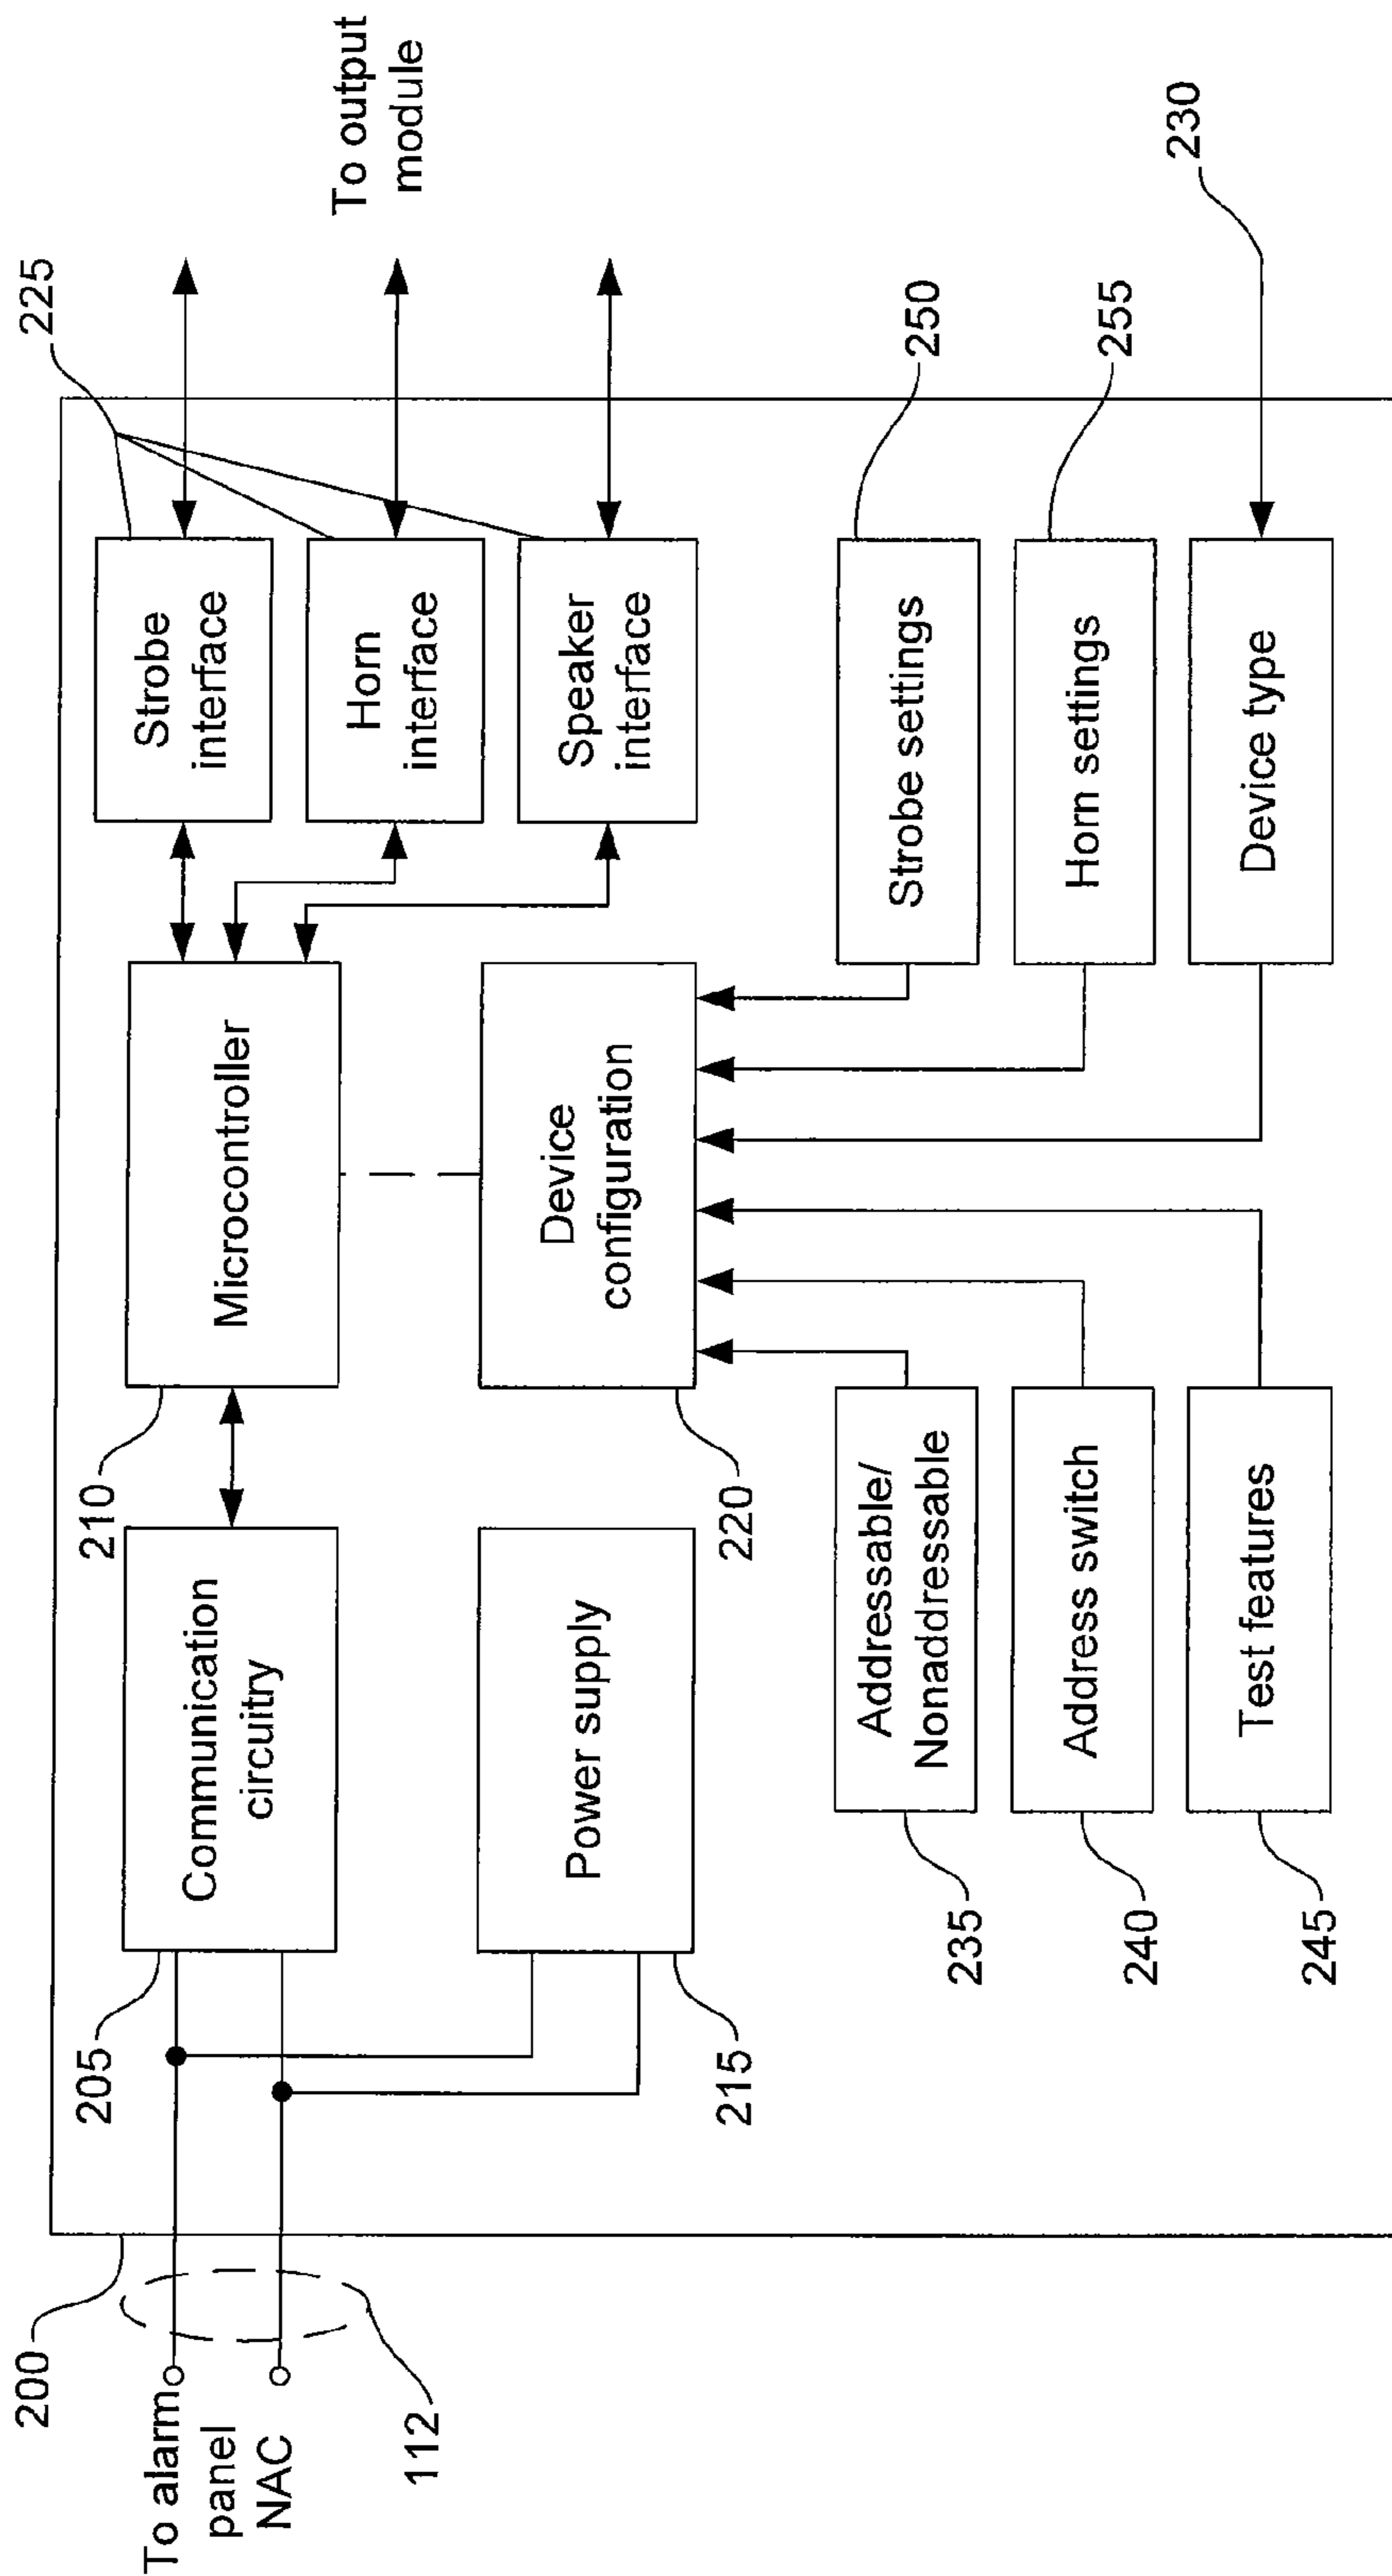 200
To alarm
panel
NAC
112
205
Communication
circuitry
210
Microcontroller
225
Strobe
interface
Horn
interface
Speaker
interface
To output
module
Power supply
215
Device
configuration
220
Addressable/
Nonadressable
235
Address switch
240
Test features
245
Strobe settings
250
Horn settings
255
Device type
230